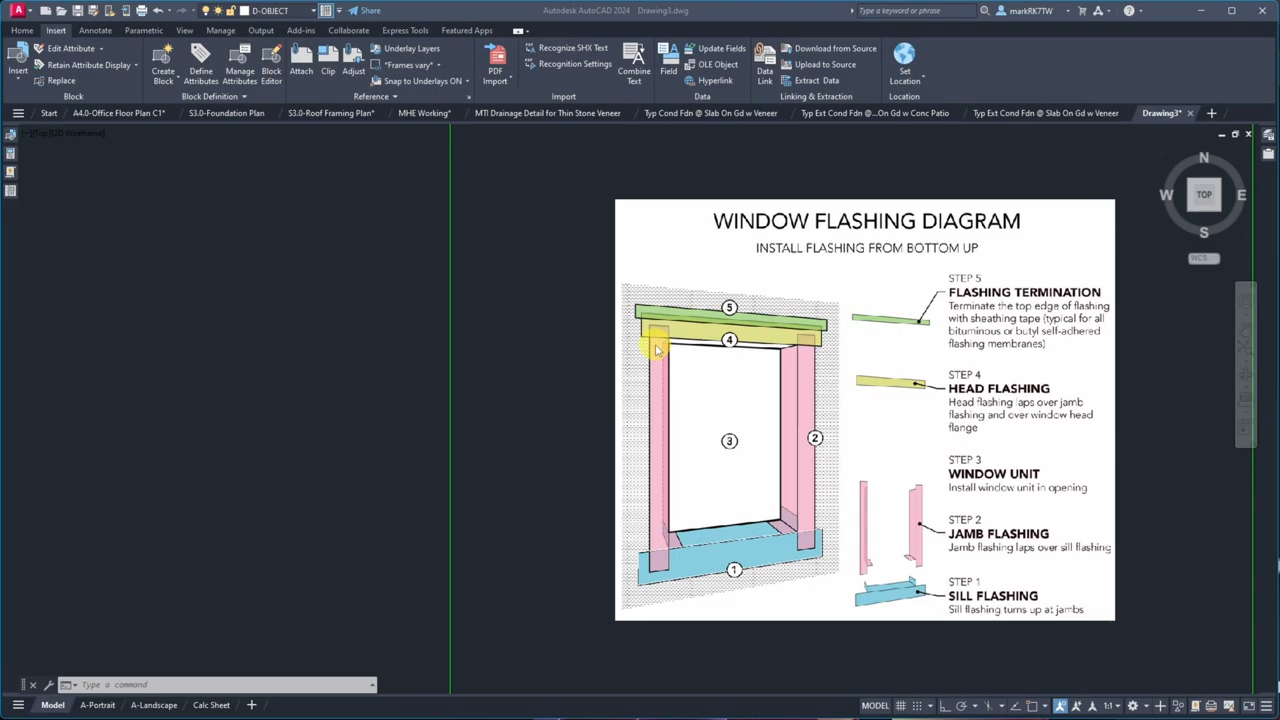 D-OBJECT
Share
Autodesk AutoCAD 2024 Drawing3.dwg
Type a keyword or phrase
markRK7TW
Home Insert Annotate Parametric View Manage Output Add-ins Collaborate Express Tools Featured Apps
Insert
Edit Attribute
Retain Attribute Display
Replace
Block
Create Block
Define Attributes
Manage Attributes
Block Editor
Block Definition
Attach
Clip
Adjust
Underlay Layers
*Frames vary*
Snap to Underlays ON
Reference
PDF Import
Recognize SHX Text
Recognition Settings
Combine Text
Import
Field
Update Fields
OLE Object
Hyperlink
Data
Data Link
Download from Source
Upload to Source
Extract Data
Linking & Extraction
Set Location
Location
Start
A4.0-Office Floor Plan C1*
S3.0-Foundation Plan
S3.0-Roof Framing Plan*
MHE Working*
MTI Drainage Detail for Thin Stone Veneer
Typ Cond Fdn @ Slab On Gd w Veneer
Typ Ext Cond Fdn @...On Gd w Conc Patio
Typ Ext Cond Fdn @ Slab On Gd w Veneer
Drawing3*
[-][Top][2D Wireframe]
N
W TOP E
S
WCS
WINDOW FLASHING DIAGRAM
INSTALL FLASHING FROM BOTTOM UP
5
4
3
2
1
STEP 5
FLASHING TERMINATION
Terminate the top edge of flashing
with sheathing tape (typical for all
bituminous or butyl self-adhered
flashing membranes)
STEP 4
HEAD FLASHING
Head flashing laps over jamb
flashing and over window head
flange
STEP 3
WINDOW UNIT
Install window unit in opening
STEP 2
JAMB FLASHING
Jamb flashing laps over sill flashing
STEP 1
SILL FLASHING
Sill flashing turns up at jambs
Type a command
Model A-Portrait A-Landscape Calc Sheet
MODEL
1:1